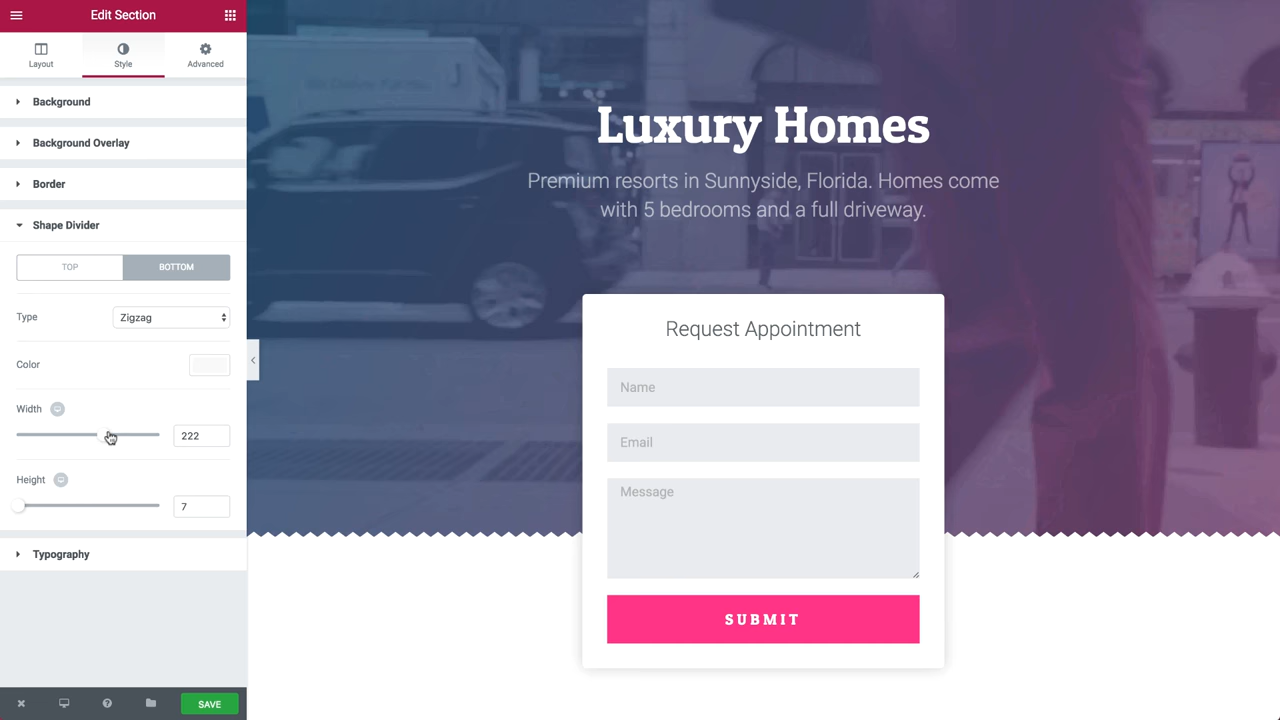 Edit Section
Layout
Style
Advanced
Background
Background Overlay
Border
Shape Divider
TOP
BOTTOM
Type
Zigzag
Color
Width
222
Height
7
Typography
SAVE
Luxury Homes
Premium resorts in Sunnyside, Florida. Homes come
with 5 bedrooms and a full driveway.
Request Appointment
Name
Email
Message
SUBMIT